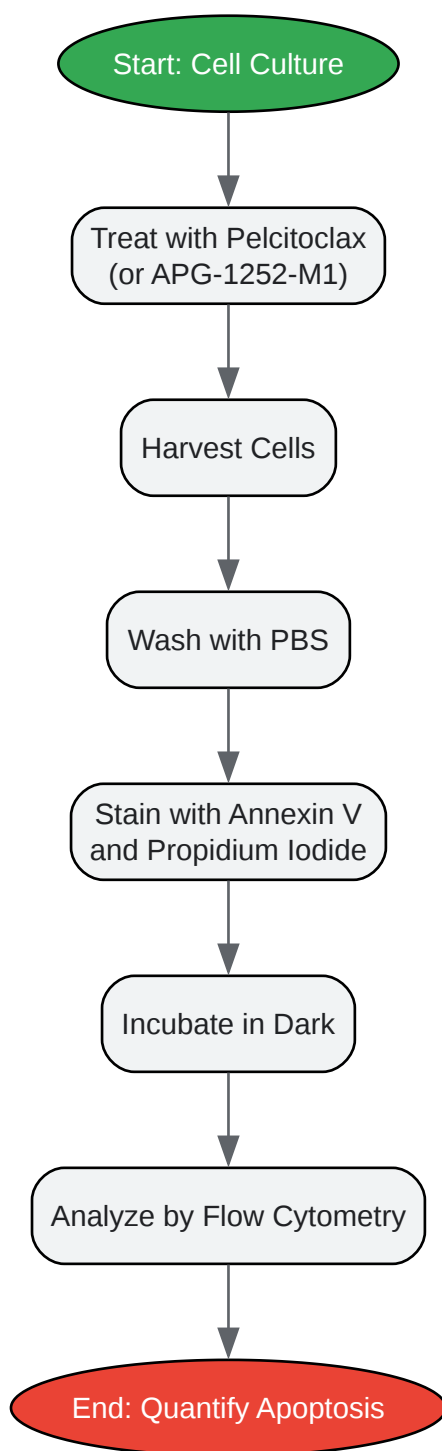 Start: Cell Culture
Treat with Pelcitoclax
(or APG-1252-M1)
Harvest Cells
Wash with PBS
Stain with Annexin V
and Propidium Iodide
Incubate in Dark
Analyze by Flow Cytometry
End: Quantify Apoptosis